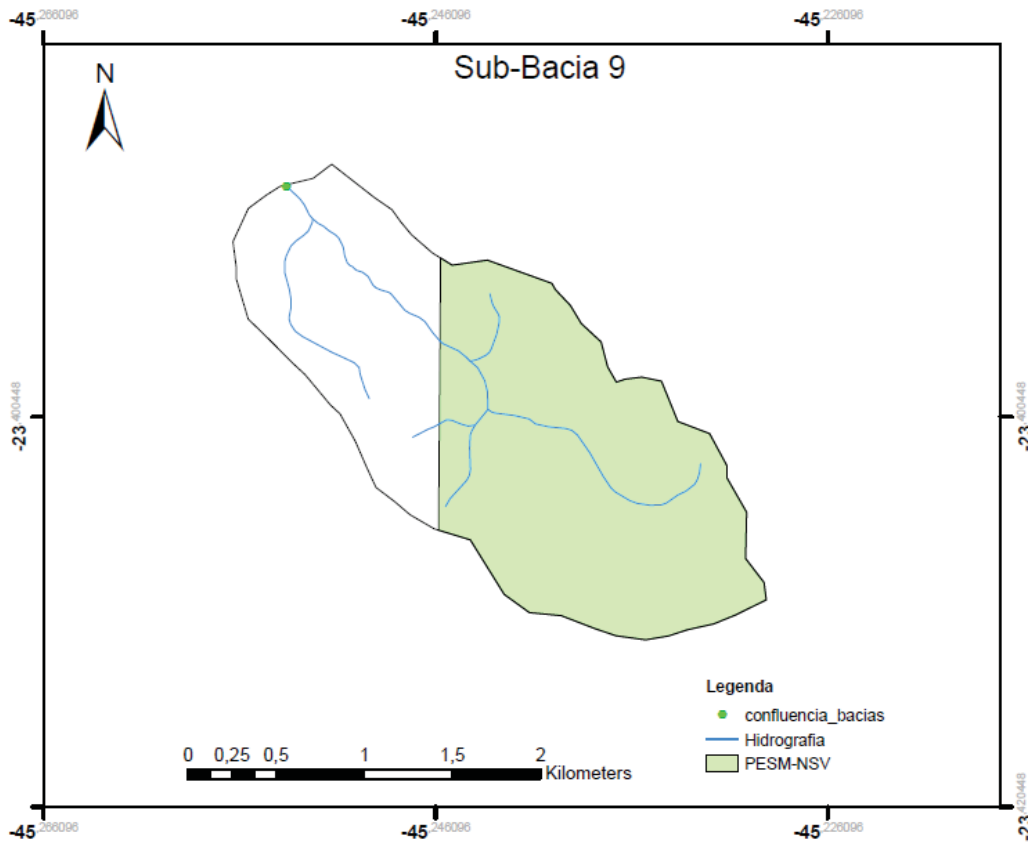 -45,266096 -45,246096 -45,226096
Sub-Bacia 9
N
-23,400448 -23,400448
Legenda
confluencia_bacias
Hidrografia
PESM-NSV
0 0,25 0,5 1 1,5 2
Kilometers
-23,420448
-45,266096 -45,246096 -45,226096